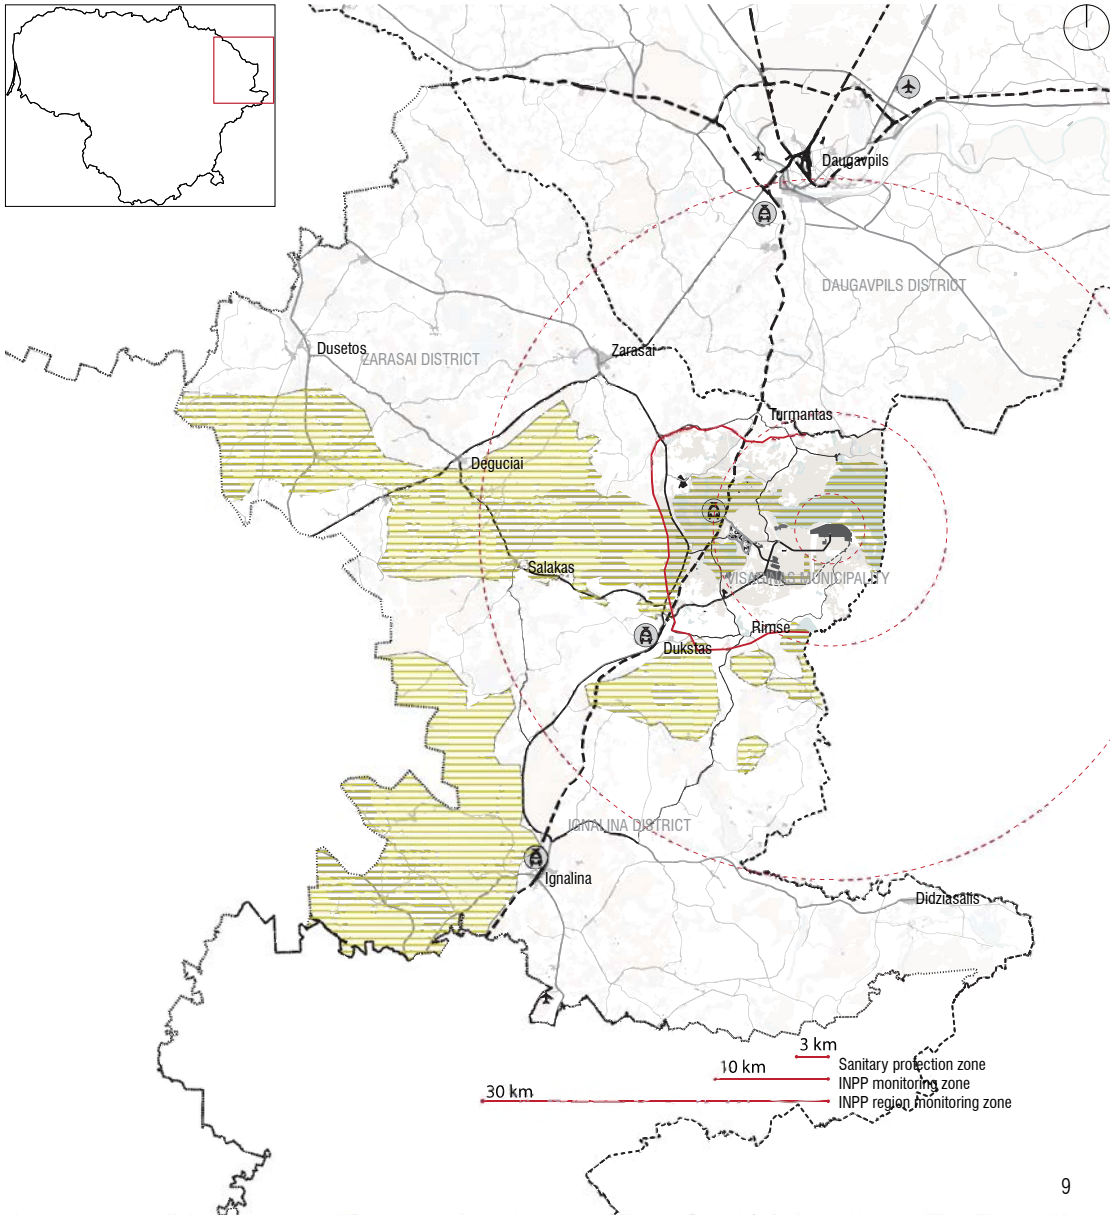 Daugavpils
DAUGAVPILS DISTRICT
Dusetos
ZARASAI DISTRICT
Zarasai
Turmantas
Deguciai
Salakas
VISAGINAS MUNICIPALITY
Rimse
Dukstas
IGNALINA DISTRICT
Ignalina
Didziasalis
3 km
Sanitary protection zone
10 km
INPP monitoring zone
30 km
INPP region monitoring zone
9